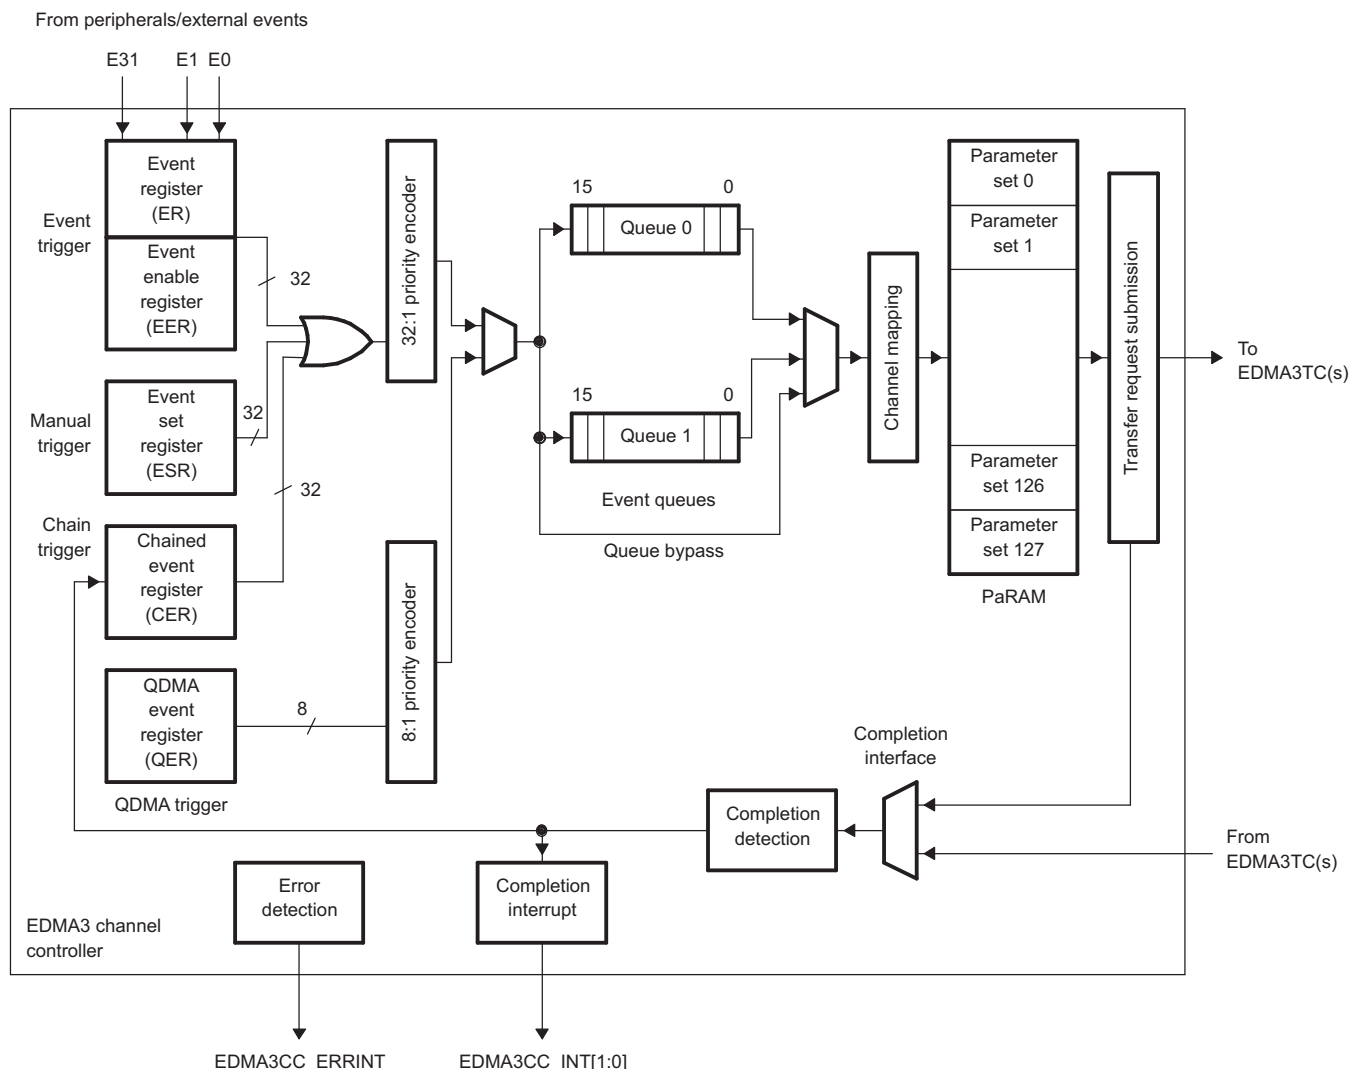 From peripherals/external events
E31
E1
E0
Event
register
(ER)
Event
trigger
Event
enable
register
(EER)
32
Manual
trigger
Event
set
register
(ESR)
32
32
Chain
trigger
Chained
event
register
(CER)
QDMA
event
register
(QER)
8
QDMA trigger
32:1 priority encoder
8:1 priority encoder
15
0
Queue 0
15
0
Queue 1
Event queues
Queue bypass
Channel mapping
Parameter
set 0
Parameter
set 1
Parameter
set 126
Parameter
set 127
PaRAM
Transfer request submission
To
EDMA3TC(s)
Completion
interface
Completion
detection
From
EDMA3TC(s)
Error
detection
Completion
interrupt
EDMA3 channel
controller
EDMA3CC_ERRINT
EDMA3CC_INT[1:0]